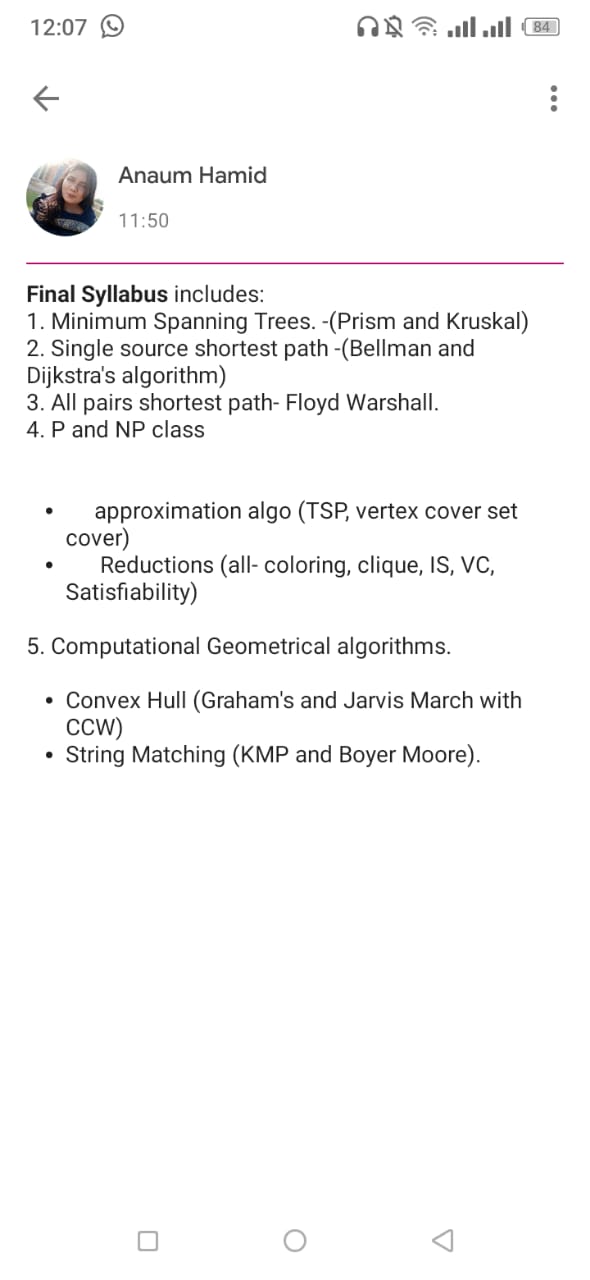 12:07
84
Anaum Hamid
11:50
Final Syllabus includes:
1. Minimum Spanning Trees. -(Prism and Kruskal)
2. Single source shortest path -(Bellman and
Dijkstra's algorithm)
3. All pairs shortest path- Floyd Warshall.
4. P and NP class
• approximation algo (TSP, vertex cover set
cover)
• Reductions (all- coloring, clique, IS, VC,
Satisfiability)
5. Computational Geometrical algorithms.
• Convex Hull (Graham's and Jarvis March with
CCW)
• String Matching (KMP and Boyer Moore).